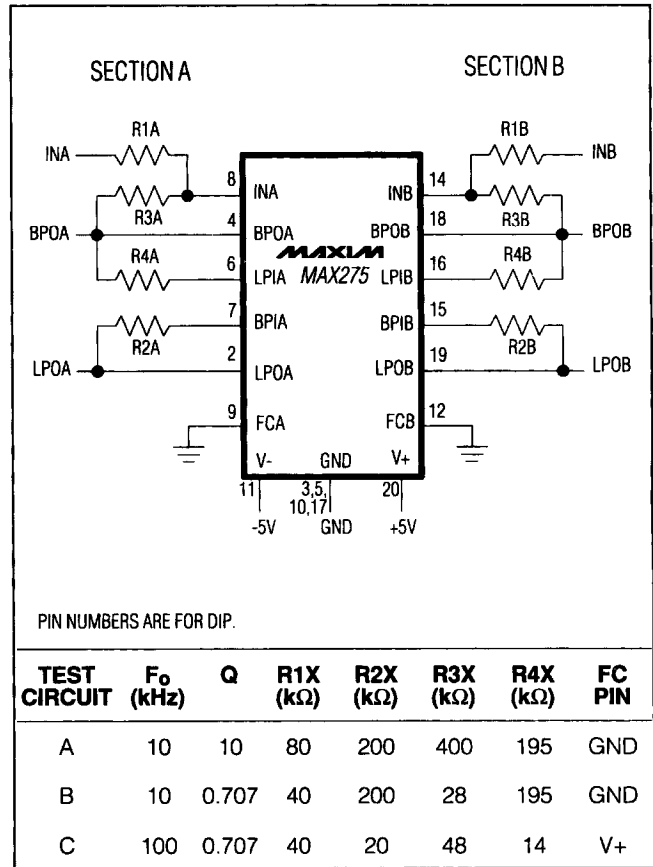 SECTION A SECTION B
R1A R1B
INA INB
8 INA INB 14
R3A R3B
BPOA 4 BPOA BPOB 18 BPOB
MAXIM
R4A R4B
6 LPIA MAX275 LPIB 16
7 BPIA BPIB 15
R2A R2B
LPOA 2 LPOA LPOB 19 LPOB
9 FCA FCB 12
V- GND V+
11 3,5, 20
10,17
-5V GND +5V
PIN NUMBERS ARE FOR DIP.
TEST CIRCUIT Fo (kHz) Q R1X (kΩ) R2X (kΩ) R3X (kΩ) R4X (kΩ) FC PIN
A 10 10 80 200 400 195 GND
B 10 0.707 40 200 28 195 GND
C 100 0.707 40 20 48 14 V+